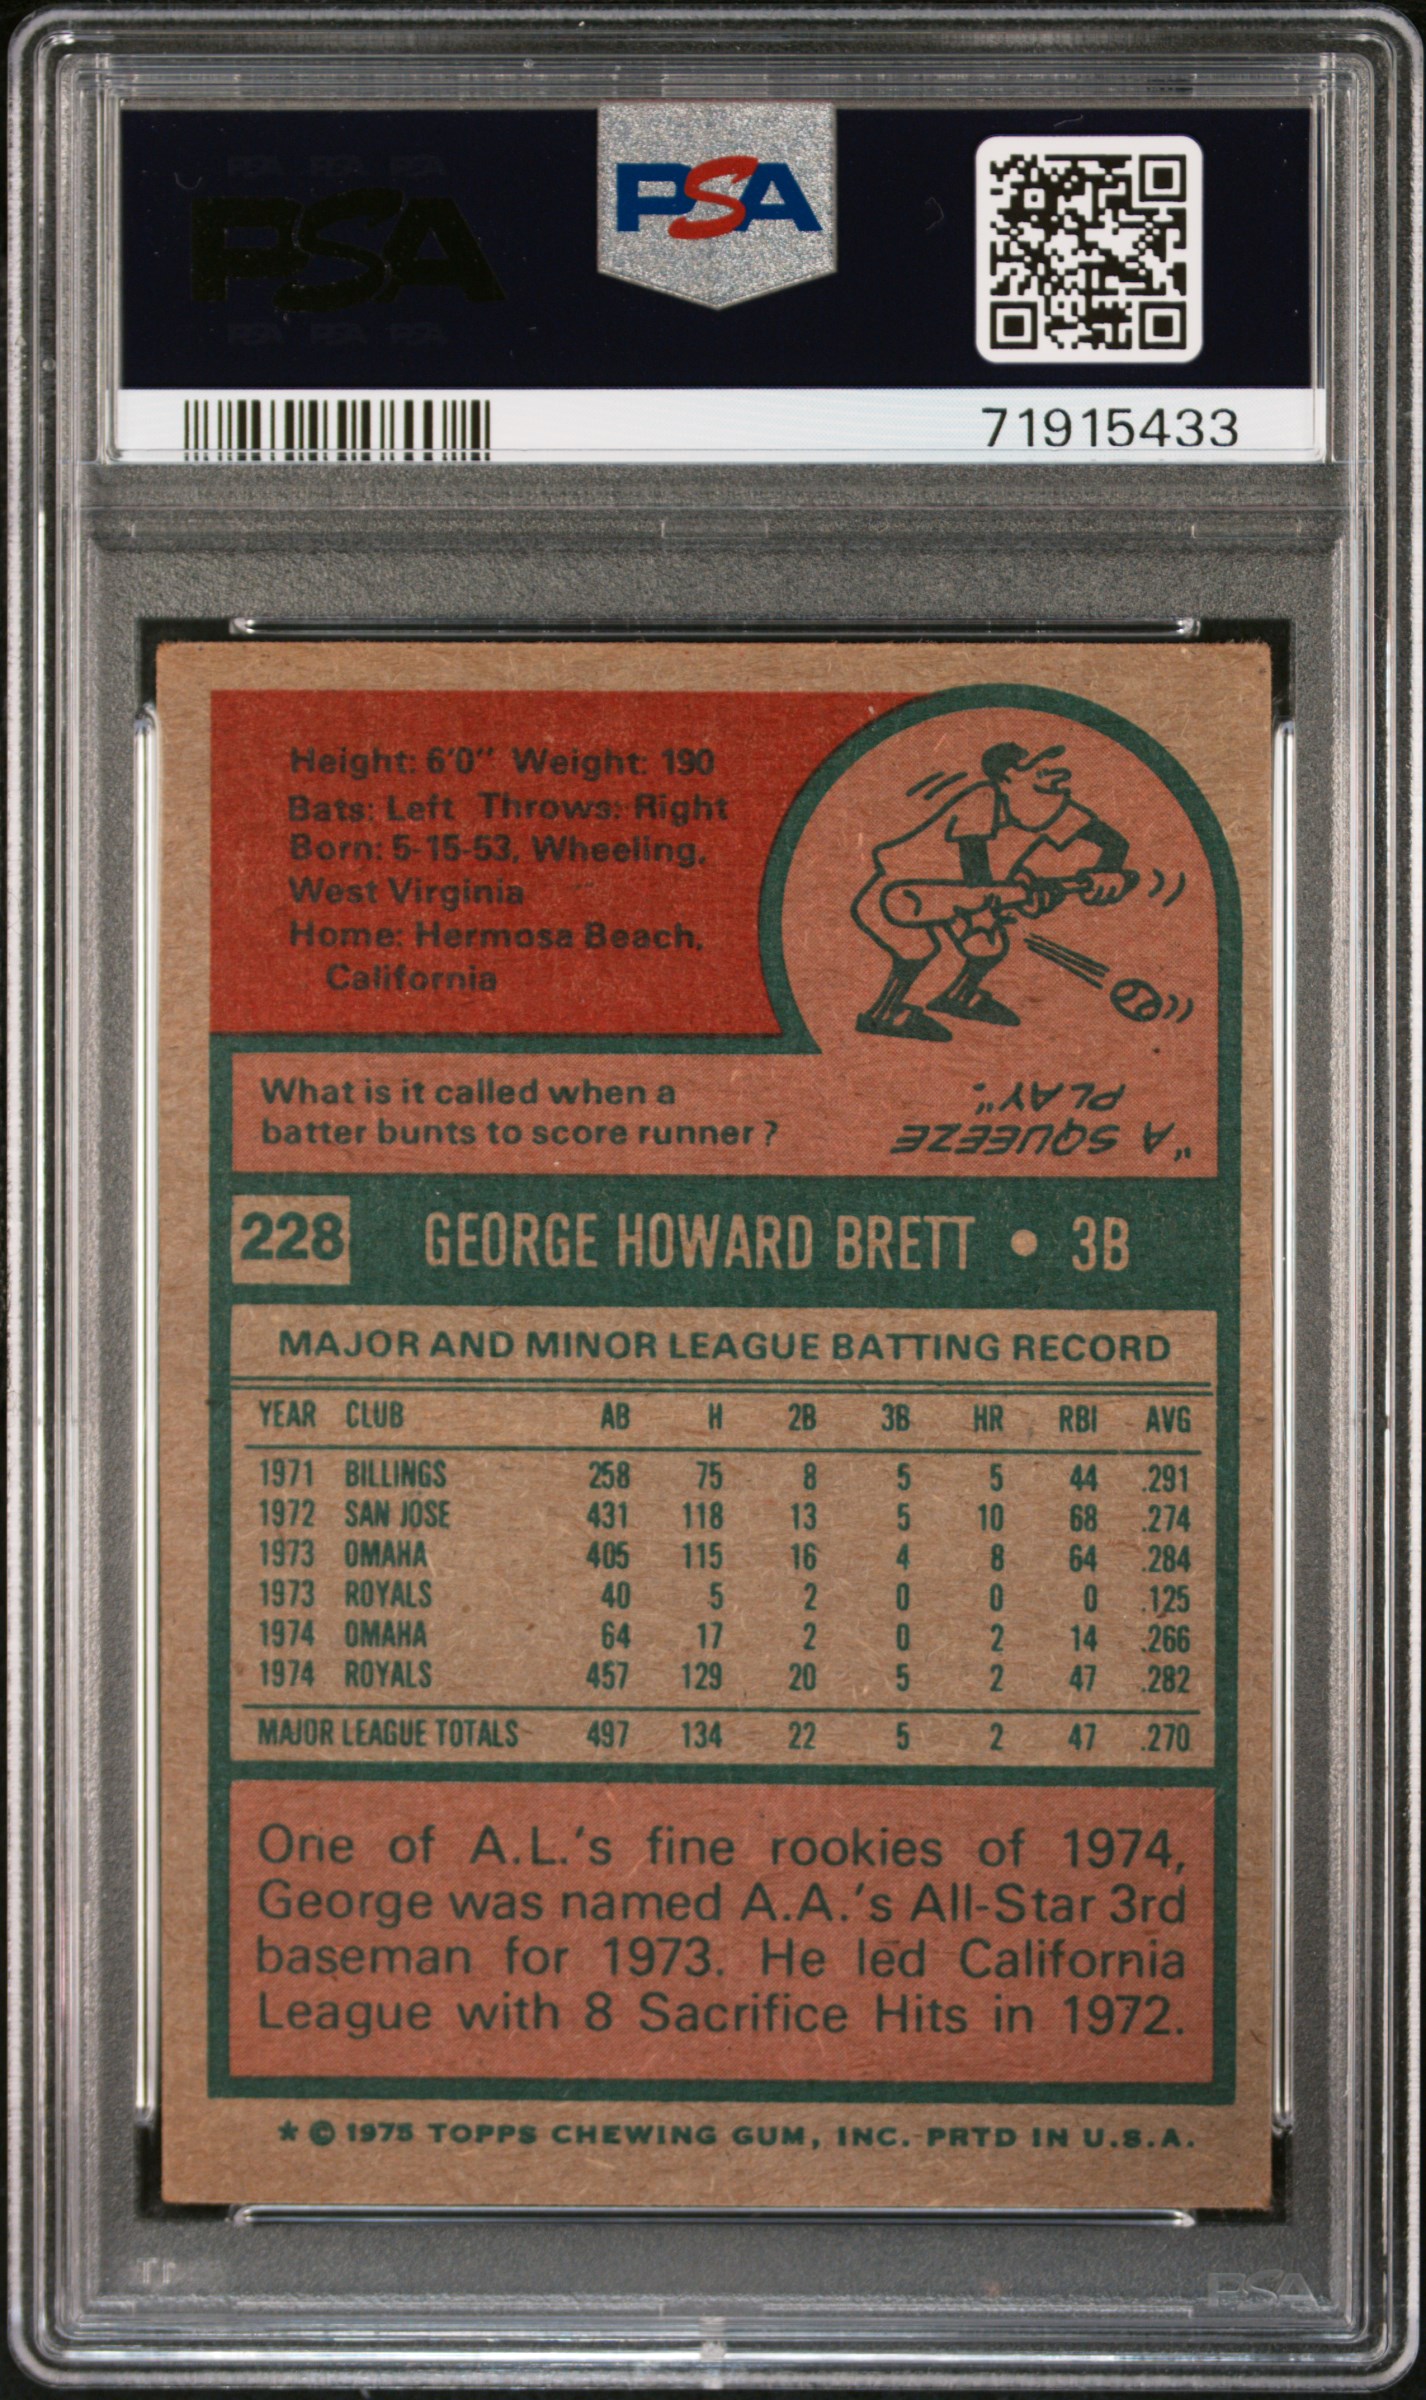 PSA PSA PSA
PSA
PSA PSA PSA
PSA
71915433
Height: 6'0" Weight: 190
Bats: Left Throws: Right
Born: 5-15-53, Wheeling,
West Virginia
Home: Hermosa Beach,
California
What is it called when a
batter bunts to score runner?
"A SQUEEZE
PLAY".
228 GEORGE HOWARD BRETT • 3B
MAJOR AND MINOR LEAGUE BATTING RECORD
YEAR CLUB AB H 2B 3B HR RBI AVG
1971 BILLINGS 258 75 8 5 5 44 .291
1972 SAN JOSE 431 118 13 5 10 68 .274
1973 OMAHA 405 115 16 4 8 64 .284
1973 ROYALS 40 5 2 0 0 0 .125
1974 OMAHA 64 17 2 0 2 14 .266
1974 ROYALS 457 129 20 5 2 47 .282
MAJOR LEAGUE TOTALS 497 134 22 5 2 47 .270
One of A.L.'s fine rookies of 1974,
George was named A.A.'s All-Star 3rd
baseman for 1973. He led California
League with 8 Sacrifice Hits in 1972.
* © 1975 TOPPS CHEWING GUM, INC. PRTD IN U.S.A.
PSA